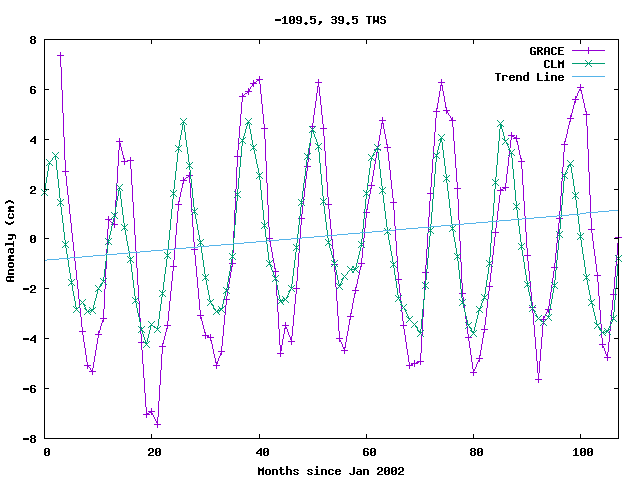 -109.5, 39.5 TWS
GRACE
CLM
Trend Line
8
6
4
2
0
-2
-4
-6
-8
Anomaly (cm)
0 20 40 60 80 100
Months since Jan 2002